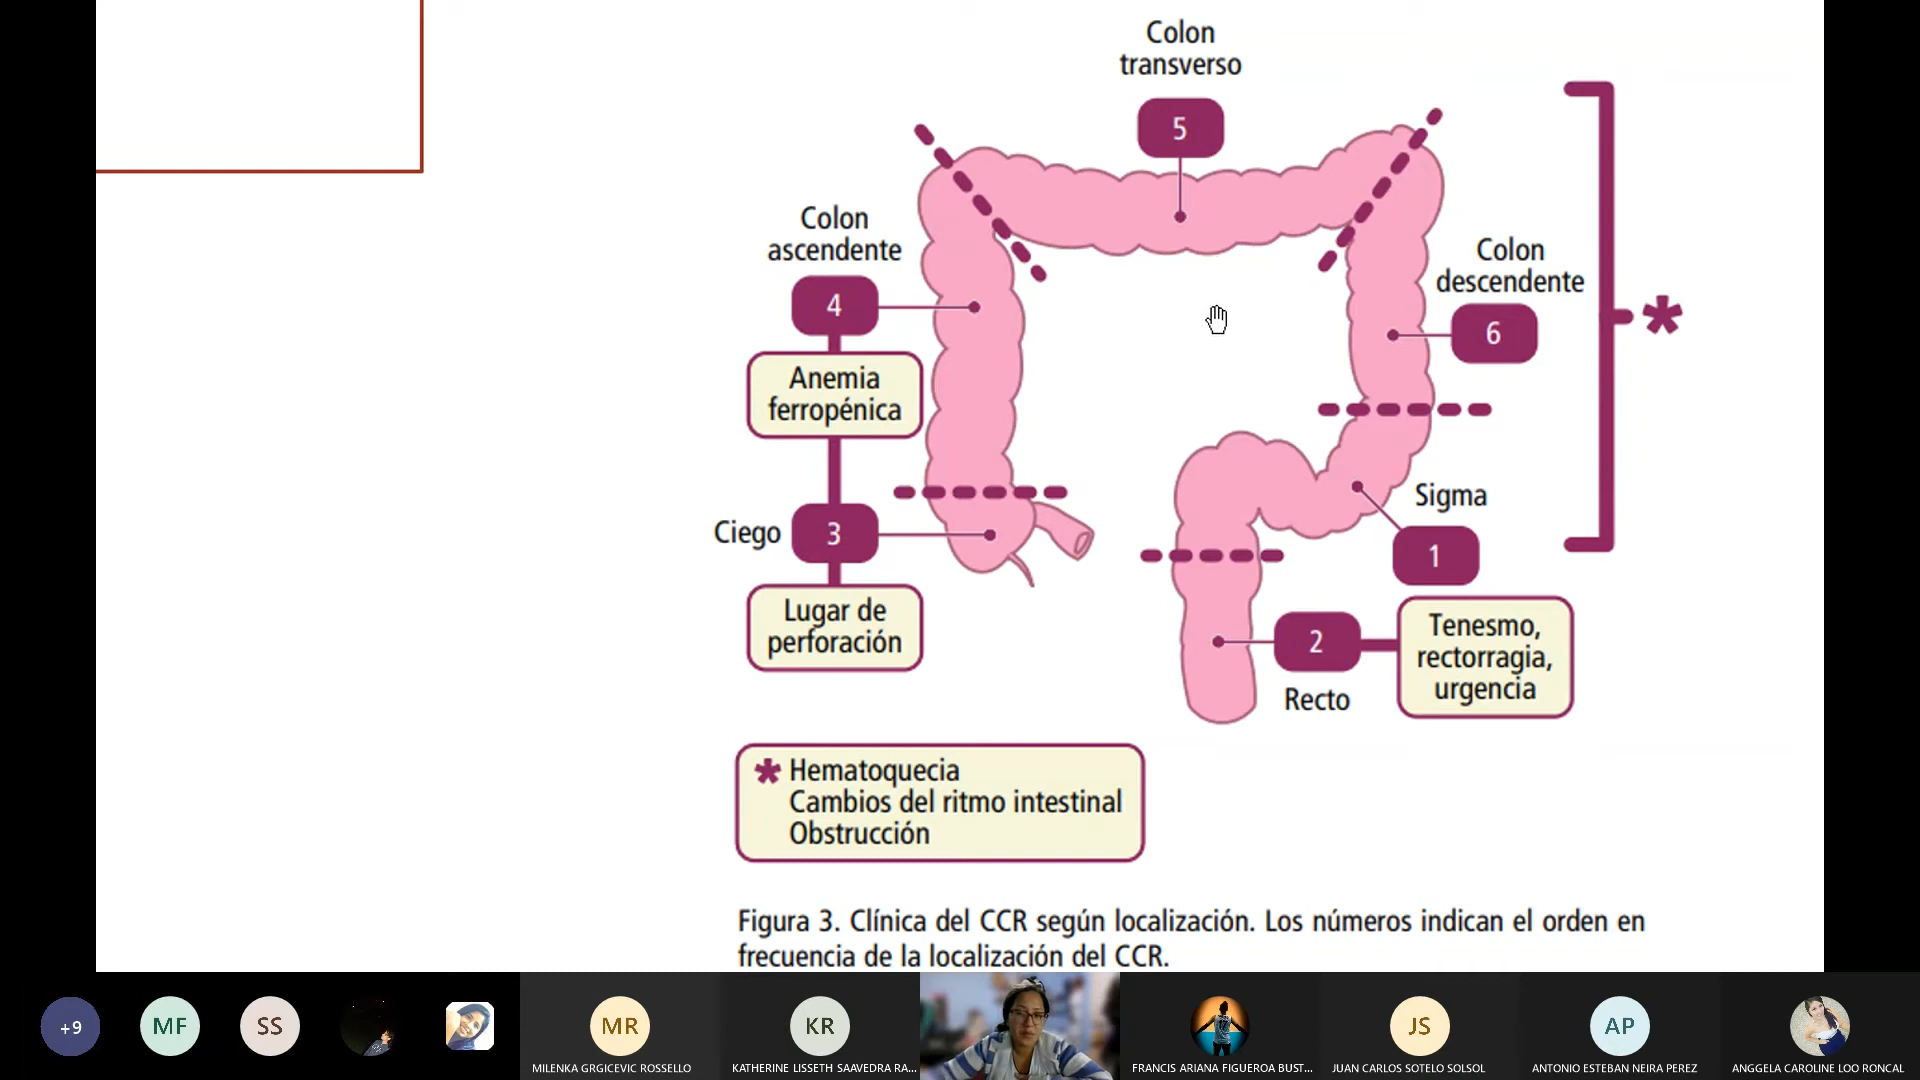 Colon
transverso
5
Colon
ascendente
4
Colon
descendente
6
*
Anemia
ferropénica
Ciego
3
Sigma
1
Lugar de
perforación
2
Recto
Tenesmo,
rectorragia,
urgencia
* Hematoquecia
Cambios del ritmo intestinal
Obstrucción
Figura 3. Clínica del CCR según localización. Los números indican el orden en
frecuencia de la localización del CCR.
+9
MF
SS
MR
MILENKA GRGICEVIC ROSSELLO
KR
KATHERINE LISSETH SAAVEDRA RA...
FRANCIS ARIANA FIGUEROA BUST...
JS
JUAN CARLOS SOTELO SOLSOL
AP
ANTONIO ESTEBAN NEIRA PEREZ
ANGGELA CAROLINE LOO RONCAL